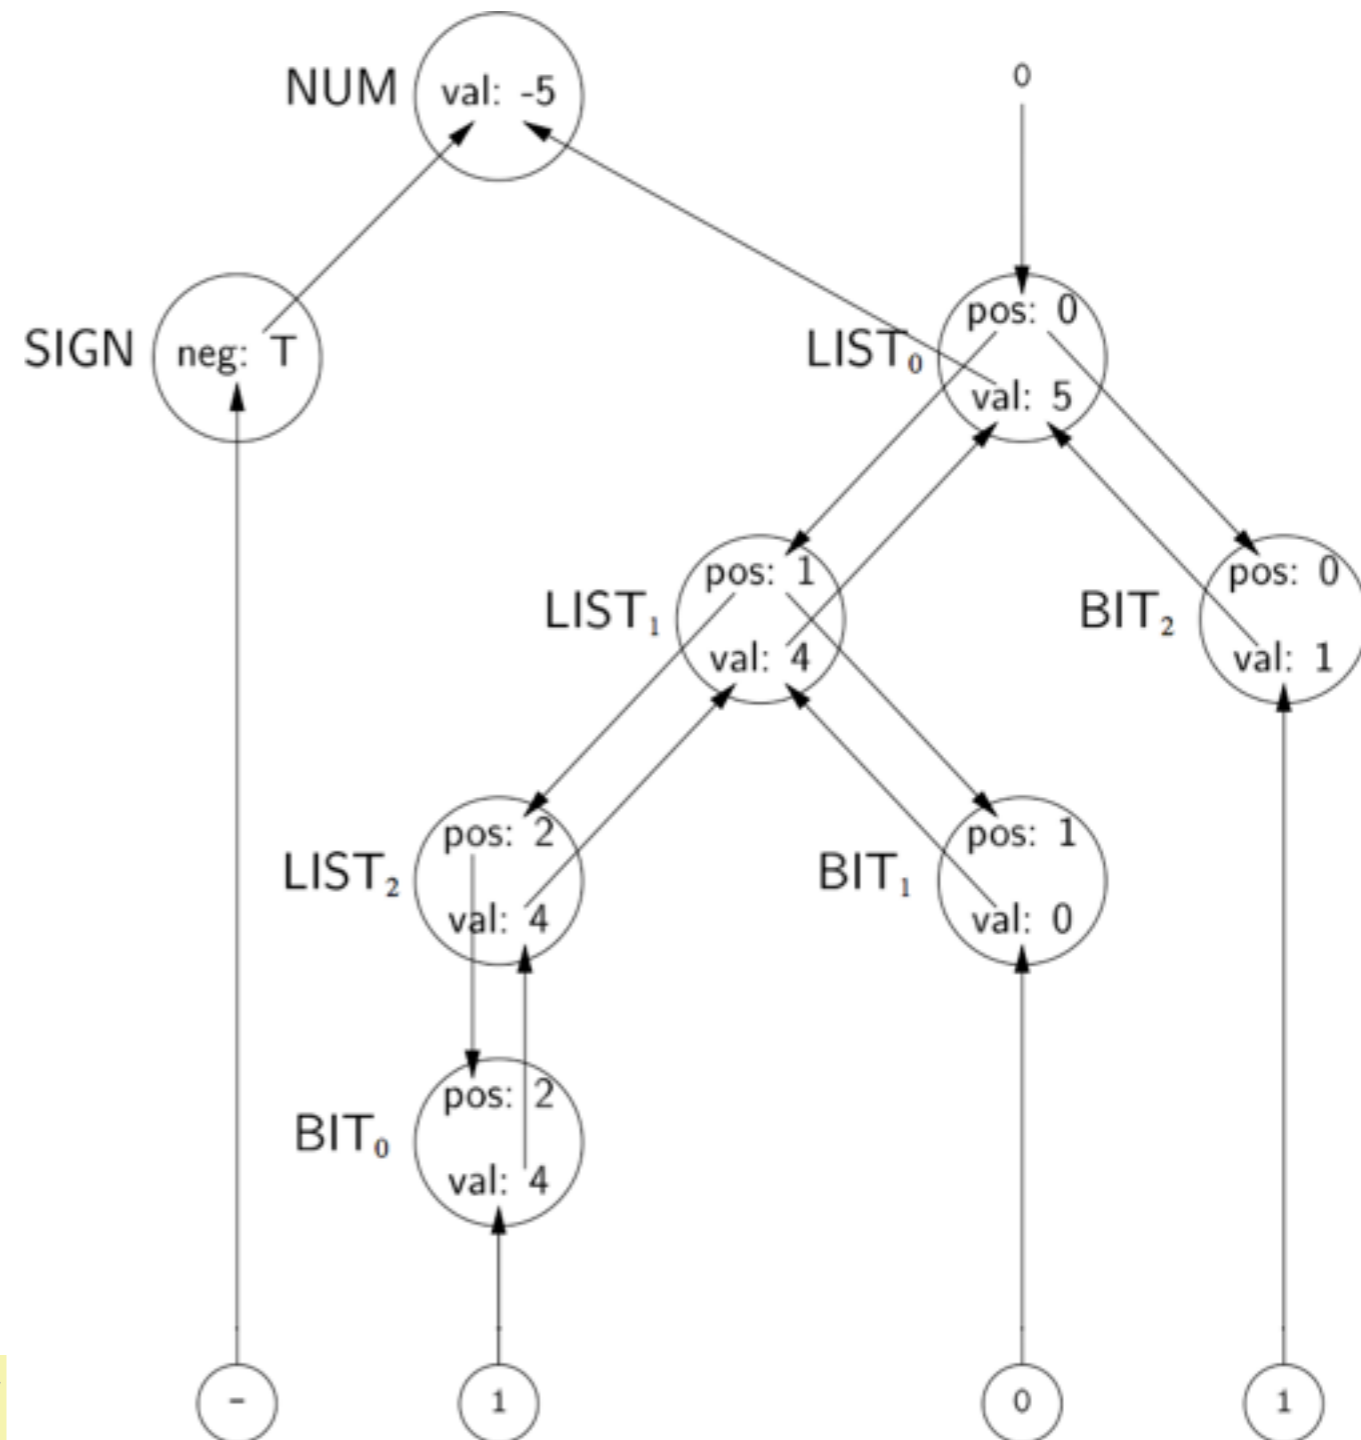 NUM val: -5
0
SIGN neg: T
LIST₀ pos: 0
val: 5
LIST₁ pos: 1
val: 4
BIT₂ pos: 0
val: 1
LIST₂ pos: 2
val: 4
BIT₁ pos: 1
val: 0
BIT₀ pos: 2
val: 4
- 1 0 1